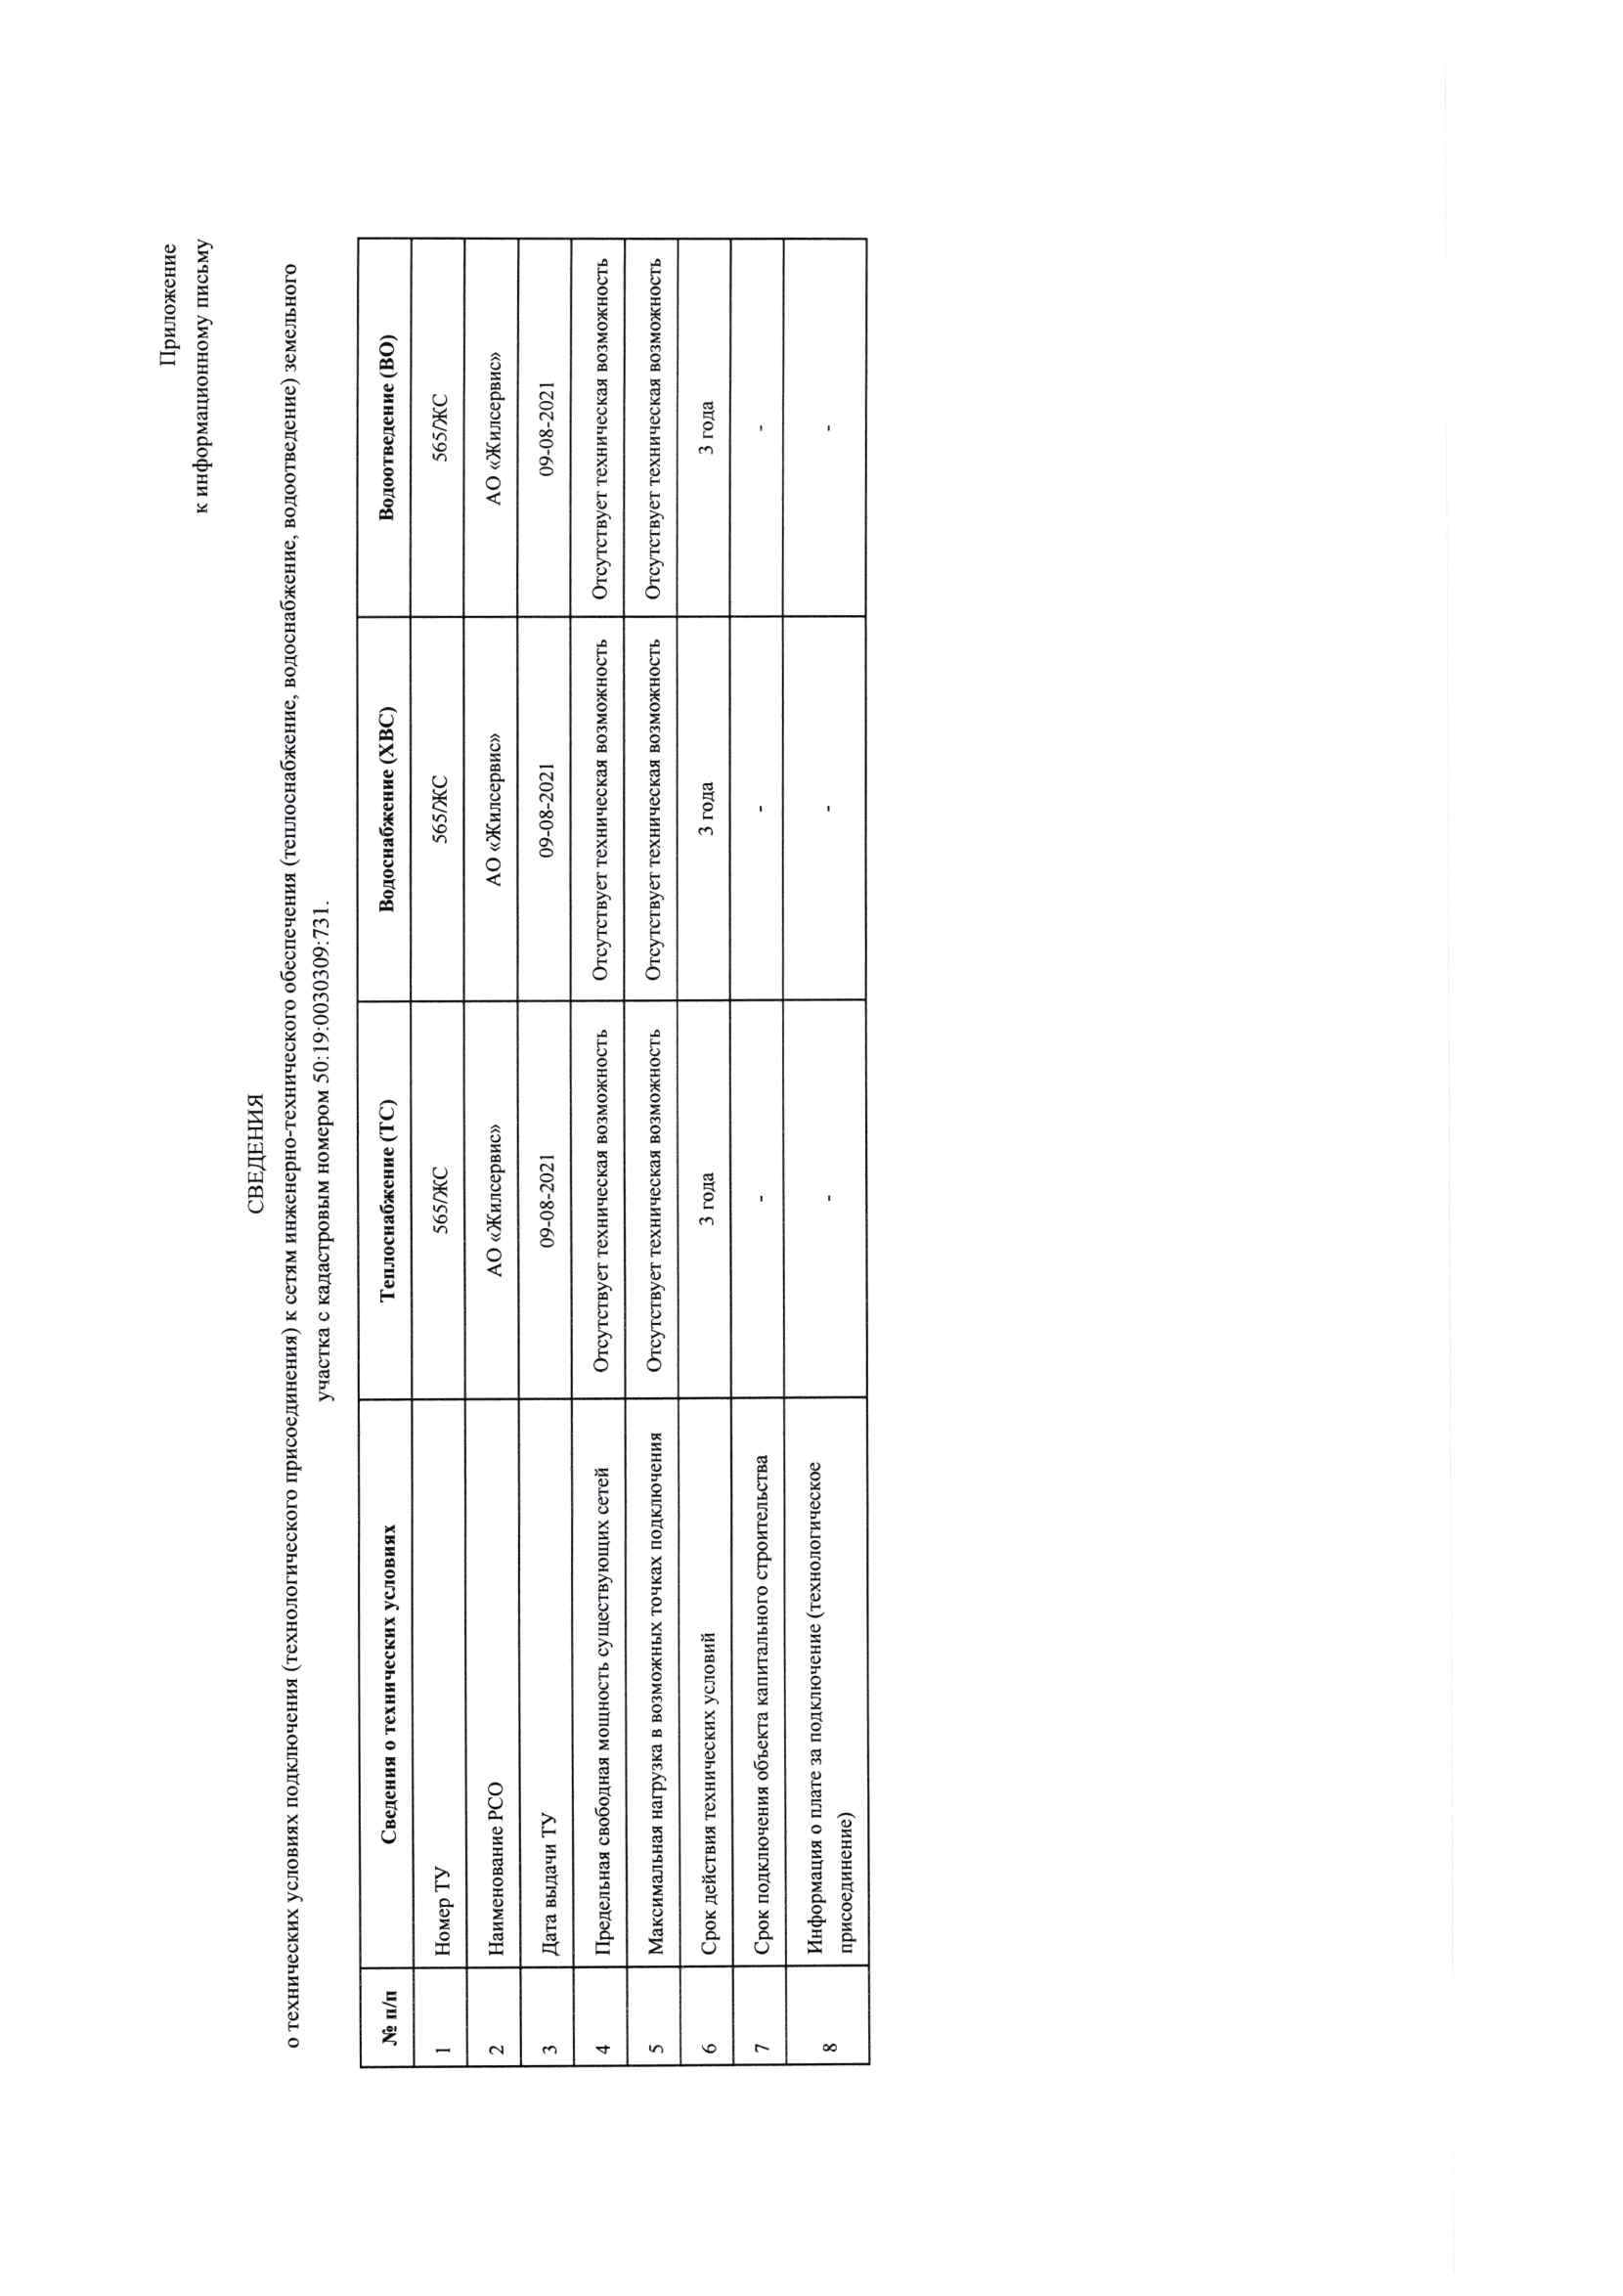 Приложение
к информационному письму
СВЕДЕНИЯ
о технических условиях подключения (технологического присоединения) к сетям инженерно-технического обеспечения (теплоснабжение, водоснабжение, водоотведение) земельного
участка с кадастровым номером 50:19:0030309:731.
№ п/п Сведения о технических условиях Теплоснабжение (ТС) Водоснабжение (ХВС) Водоотведение (ВО)
1 Номер ТУ 565/ЖС 565/ЖС 565/ЖС
2 Наименование РСО АО «Жилсервис» АО «Жилсервис» АО «Жилсервис»
3 Дата выдачи ТУ 09-08-2021 09-08-2021 09-08-2021
4 Предельная свободная мощность существующих сетей Отсутствует техническая возможность Отсутствует техническая возможность Отсутствует техническая возможность
5 Максимальная нагрузка в возможных точках подключения Отсутствует техническая возможность Отсутствует техническая возможность Отсутствует техническая возможность
6 Срок действия технических условий 3 года 3 года 3 года
7 Срок подключения объекта капитального строительства - - -
8 Информация о плате за подключение (технологическое - - -
присоединение)